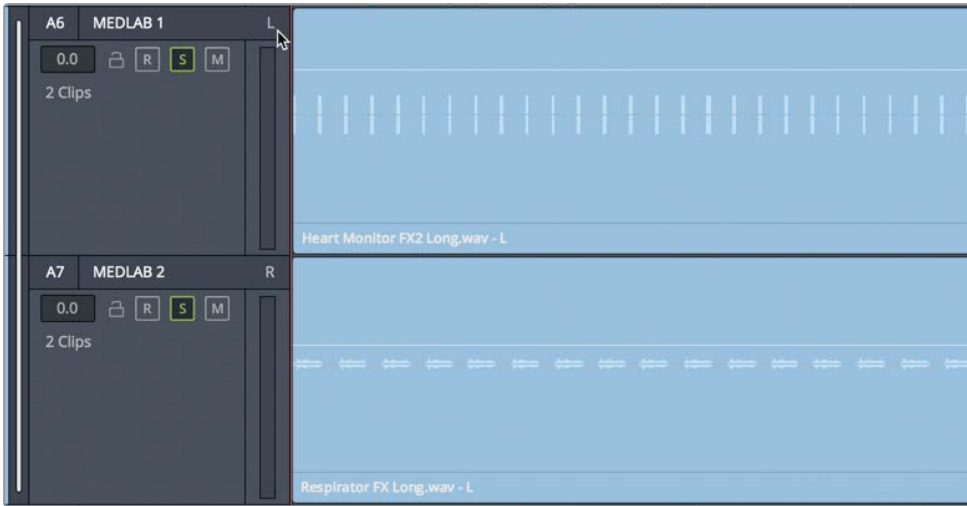 A6 MEDLAB 1 L
0.0 R S M
2 Clips
Heart Monitor FX2 Long.wav - L
A7 MEDLAB 2 R
0.0 R S M
2 Clips
Respirator FX Long.wav - L